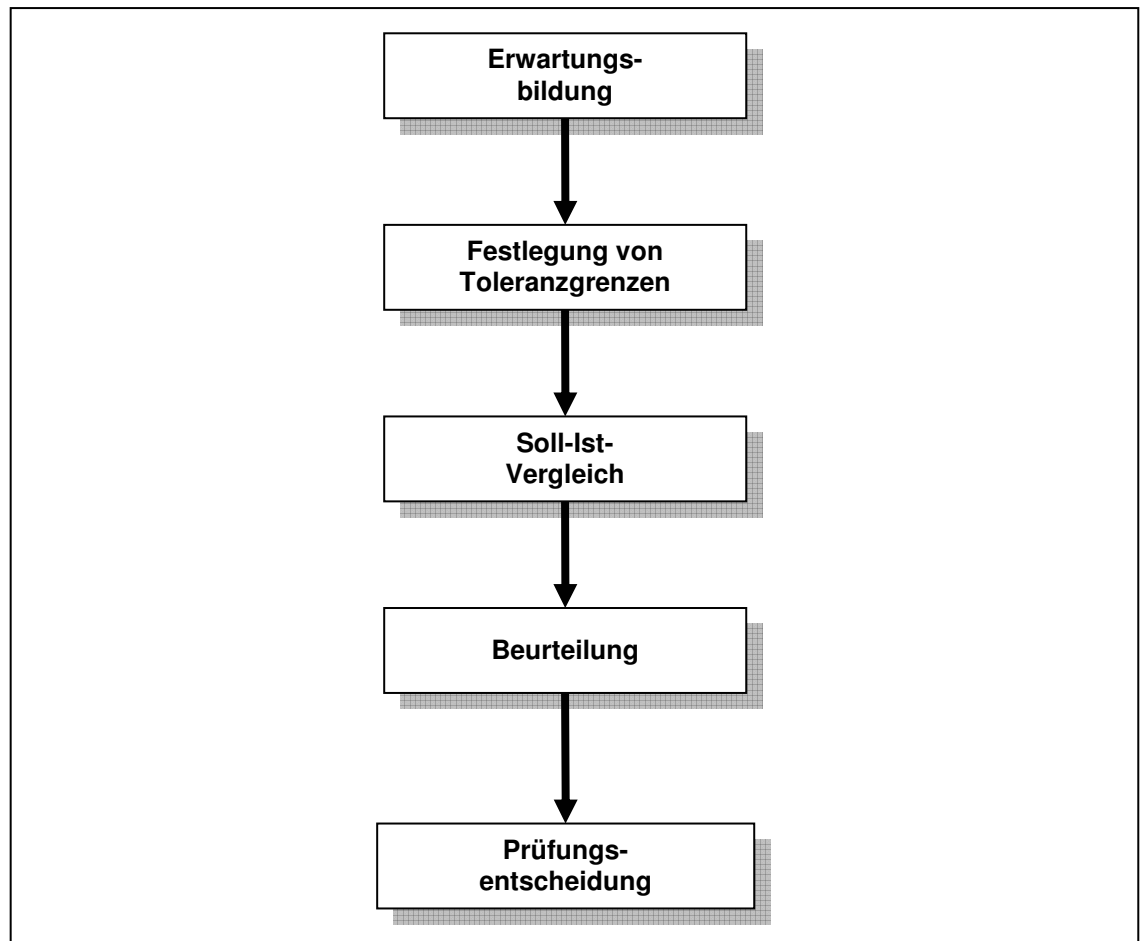 Erwartungs-
bildung
Festlegung von
Toleranzgrenzen
Soll-Ist-
Vergleich
Beurteilung
Prüfungs-
entscheidung